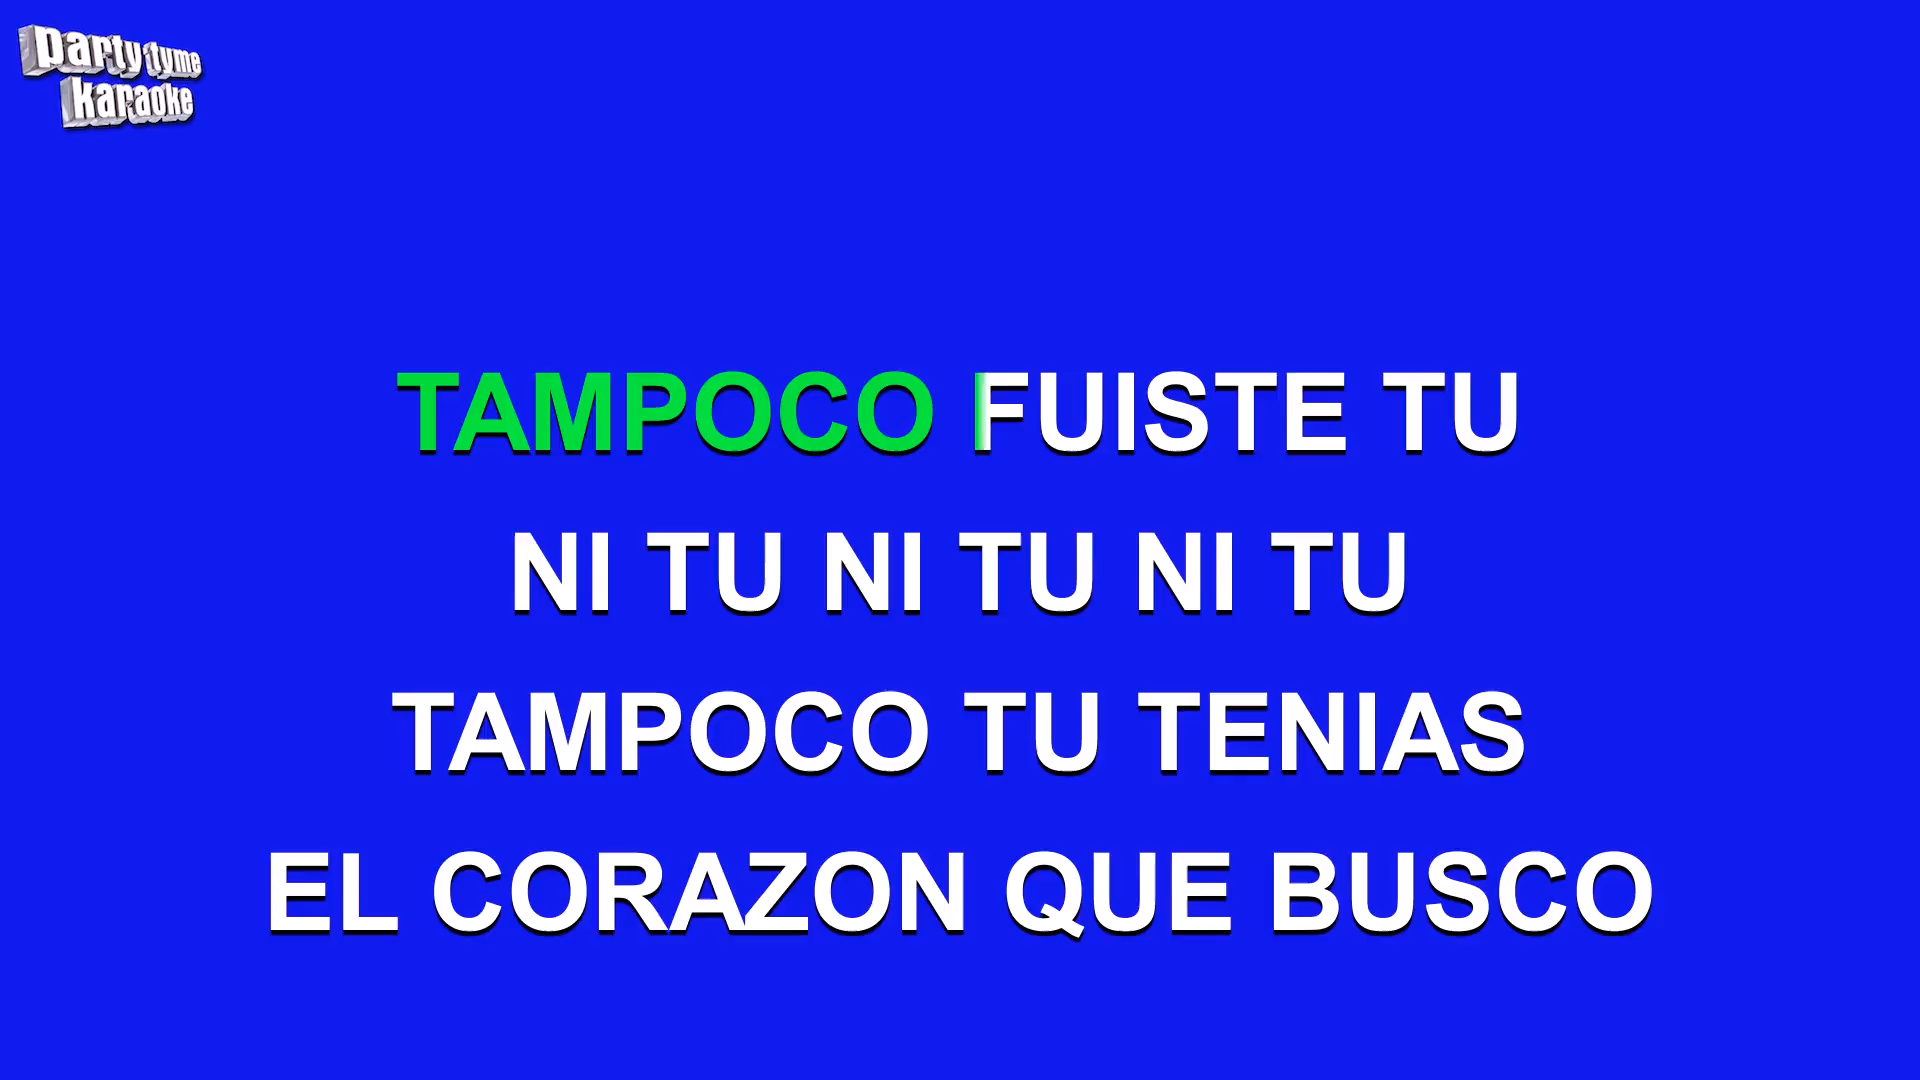 party tyme
karaoke
TAMPOCO FUISTE TU
NI TU NI TU NI TU
TAMPOCO TU TENIAS
EL CORAZON QUE BUSCO